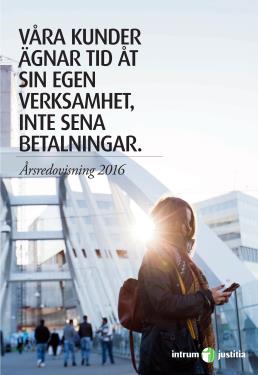 VÅRA KUNDER
ÄGNAR TID ÅT
SIN EGEN
VERKSAMHET,
INTE SENA
BETALNINGAR.
Årsredovisning 2016
intrum justitia